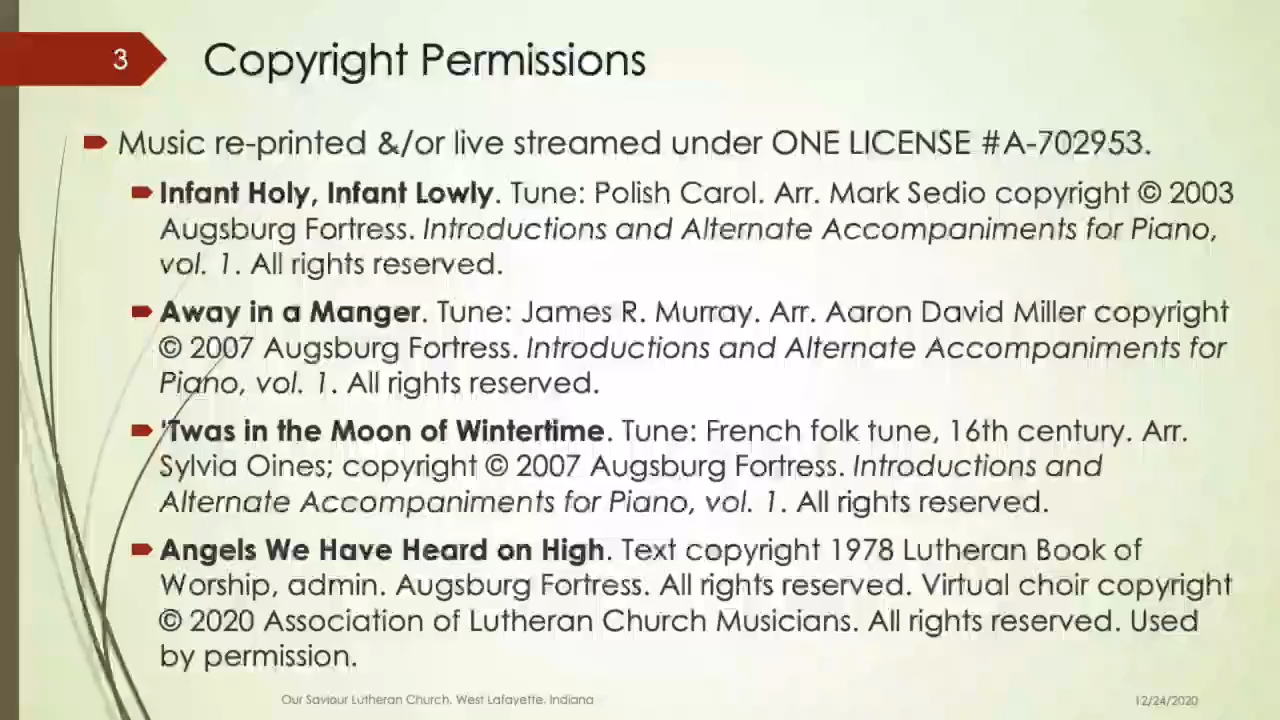 3
Copyright Permissions
Music re-printed &/or live streamed under ONE LICENSE #A-702953.
Infant Holy, Infant Lowly. Tune: Polish Carol. Arr. Mark Sedio copyright © 2003
Augsburg Fortress. Introductions and Alternate Accompaniments for Piano,
vol. 1. All rights reserved.
Away in a Manger. Tune: James R. Murray. Arr. Aaron David Miller copyright
© 2007 Augsburg Fortress. Introductions and Alternate Accompaniments for
Piano, vol. 1. All rights reserved.
'Twas in the Moon of Wintertime. Tune: French folk tune, 16th century. Arr.
Sylvia Oines; copyright © 2007 Augsburg Fortress. Introductions and
Alternate Accompaniments for Piano, vol. 1. All rights reserved.
Angels We Have Heard on High. Text copyright 1978 Lutheran Book of
Worship, admin. Augsburg Fortress. All rights reserved. Virtual choir copyright
© 2020 Association of Lutheran Church Musicians. All rights reserved. Used
by permission.
Our Saviour Lutheran Church, West Lafayette, Indiana
12/24/2020